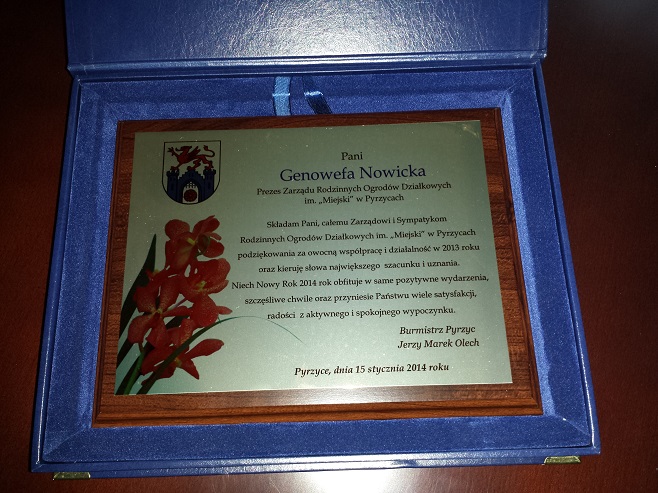 Pani
Genowefa Nowicka
Prezes Zarządu Rodzinnych Ogrodów Działkowych
im. „Miejski” w Pyrzycach
Składam Pani, całemu Zarządowi i Sympatykom
Rodzinnych Ogrodów Działkowych im. „Miejski” w Pyrzycach
podziękowania za owocną współpracę i działalność w 2013 roku
oraz kieruję słowa największego szacunku i uznania.
Niech Nowy Rok 2014 rok obfituje w same pozytywne wydarzenia,
szczęśliwe chwile oraz przyniesie Państwu wiele satysfakcji,
radości z aktywnego i spokojnego wypoczynku.
Burmistrz Pyrzyc
Jerzy Marek Olech
Pyrzyce, dnia 15 stycznia 2014 roku